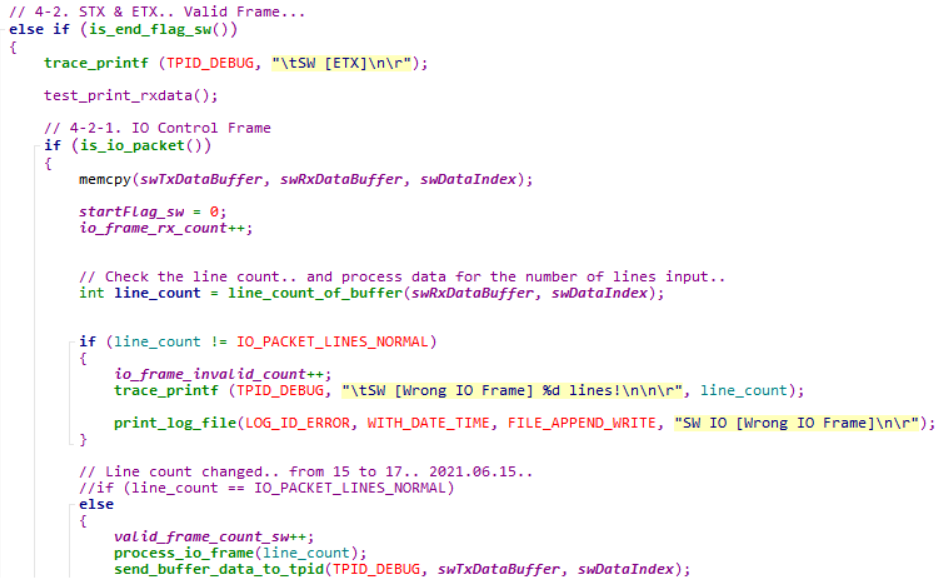 // 4-2. STX & ETX.. Valid Frame...
else if (is_end_flag_sw())
{
trace_printf (TPID_DEBUG, "\tSW [ETX]\n\r");
test_print_rxdata();
// 4-2-1. IO Control Frame
if (is_io_packet())
{
memcpy(swTxDataBuffer, swRxDataBuffer, swDataIndex);
startFlag_sw = 0;
io_frame_rx_count++;
// Check the line count.. and process data for the number of lines input..
int line_count = line_count_of_buffer(swRxDataBuffer, swDataIndex);
if (line_count != IO_PACKET_LINES_NORMAL)
{
io_frame_invalid_count++;
trace_printf (TPID_DEBUG, "\tSW [Wrong IO Frame] %d lines!\n\n\r", line_count);
print_log_file(LOG_ID_ERROR, WITH_DATE_TIME, FILE_APPEND_WRITE, "SW IO [Wrong IO Frame]\n\r");
}
// Line count changed.. from 15 to 17.. 2021.06.15..
//if (line_count == IO_PACKET_LINES_NORMAL)
else
{
valid_frame_count_sw++;
process_io_frame(line_count);
send_buffer_data_to_tpid(TPID_DEBUG, swTxDataBuffer, swDataIndex);